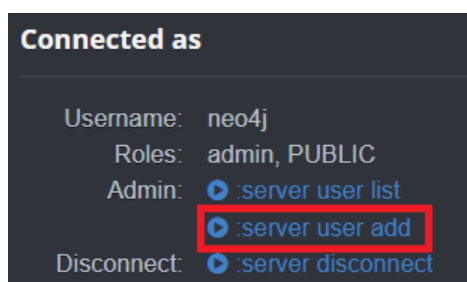 Connected as
Username: neo4j
Roles: admin, PUBLIC
Admin: :server user list
:server user add
Disconnect: :server disconnect